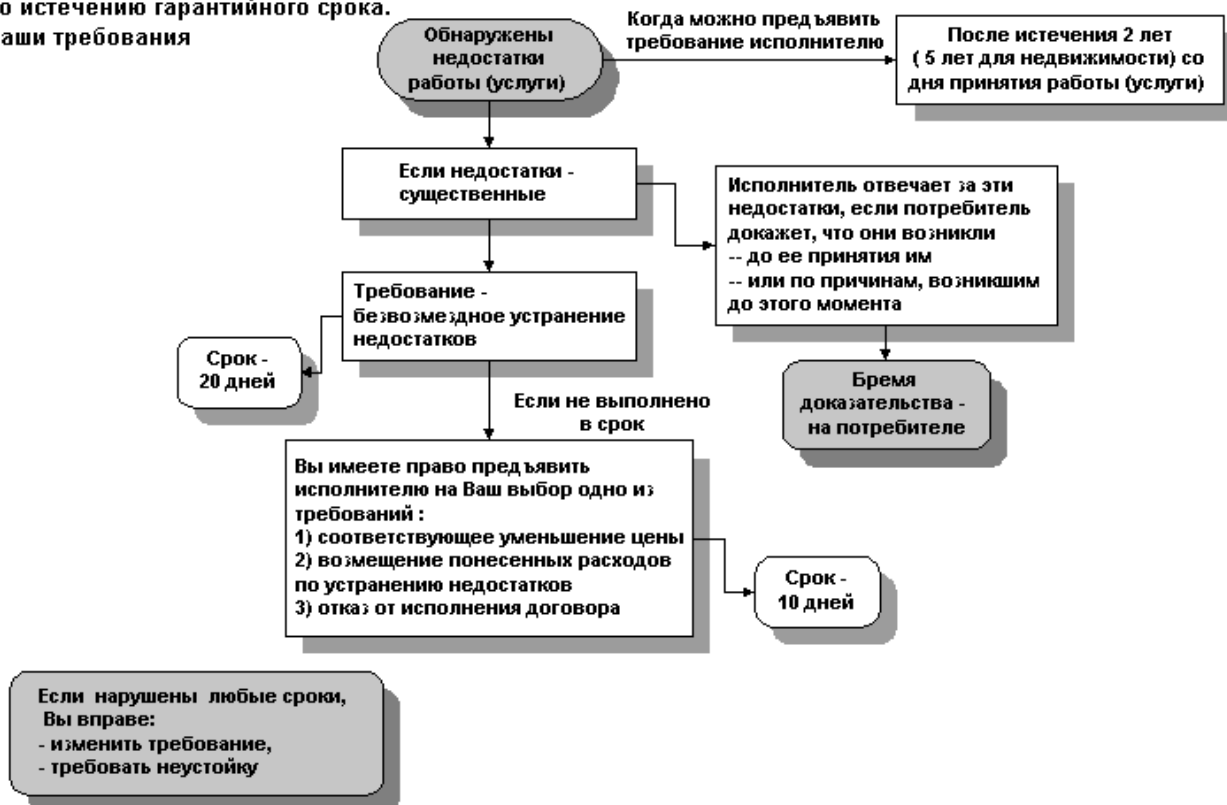 о истечению гарантийного срока.
аши требования
Обнаружены
недостатки
работы (услуги)
Когда можно предъявить
требование исполнителю
После истечения 2 лет
( 5 лет для недвижимости) со
дня принятия работы (услуги)
Если недостатки -
существенные
Исполнитель отвечает за эти
недостатки, если потребитель
докажет, что они возникли
-- до ее принятия им
-- или по причинам, возникшим
до этого момента
Требование -
безвозмездное устранение
недостатков
Срок -
20 дней
Бремя
доказательства -
на потребителе
Если не выполнено
в срок
Вы имеете право предъявить
исполнителю на Ваш выбор одно из
требований :
1) соответствующее уменьшение цены
2) возмещение понесенных расходов
по устранению недостатков
3) отказ от исполнения договора
Срок -
10 дней
Если нарушены любые сроки,
Вы вправе:
- изменить требование,
- требовать неустойку